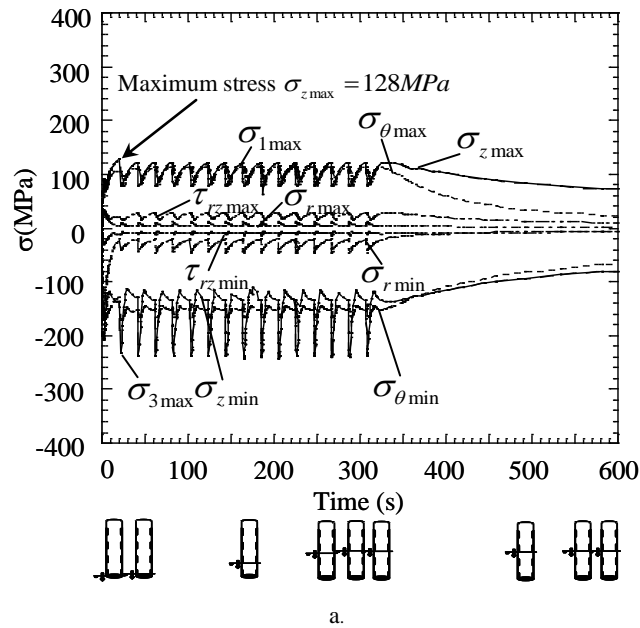 400
300
Maximum stress σz max = 128MPa
200
σθmax
σ1max
σz max
100
τrz max
σr max
σ(MPa)
0
τrz min
σr min
-100
-200
σ3max
σz min
σθmin
-300
-400
0 100 200 300 400 500 600
Time (s)
a.